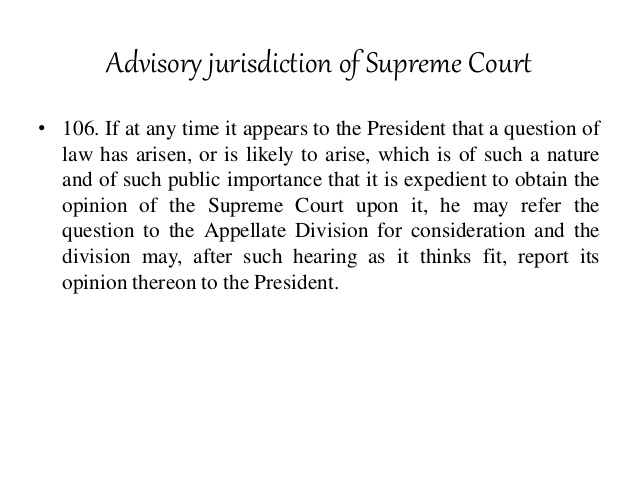 Advisory jurisdiction of Supreme Court
• 106. If at any time it appears to the President that a question of
law has arisen, or is likely to arise, which is of such a nature
and of such public importance that it is expedient to obtain the
opinion of the Supreme Court upon it, he may refer the
question to the Appellate Division for consideration and the
division may, after such hearing as it thinks fit, report its
opinion thereon to the President.